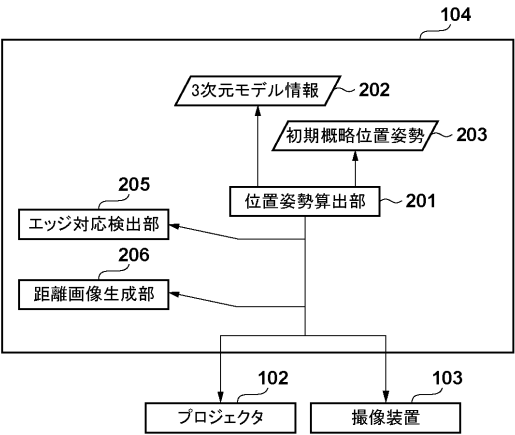 104
3次元モデル情報
202
初期概略位置姿勢
203
位置姿勢算出部
201
205
エッジ対応検出部
206
距離画像生成部
102
プロジェクタ
103
撮像装置